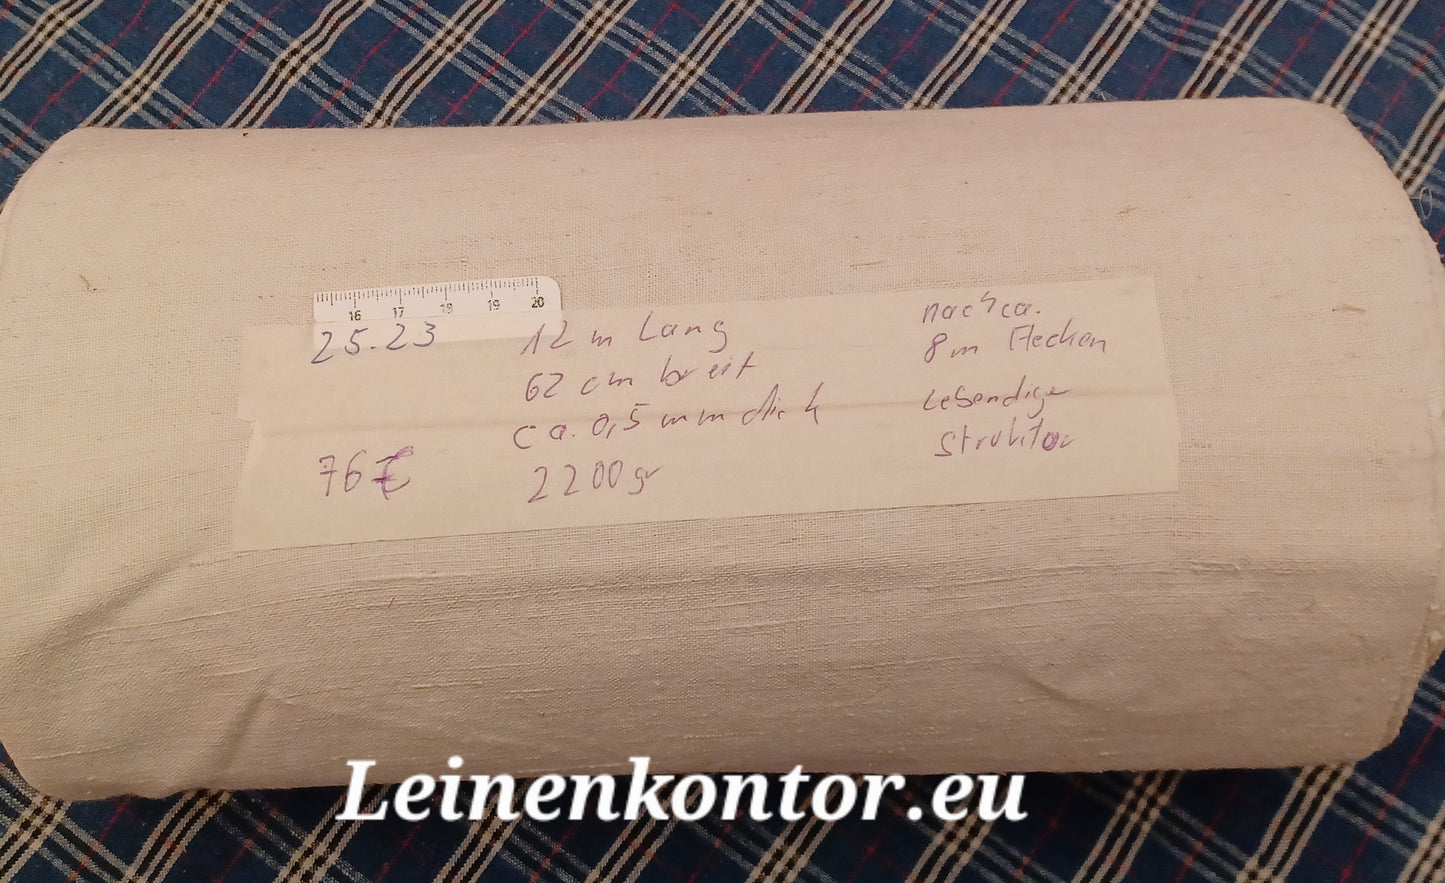 16 17 18 19 20
25.23
76€
12 m Lang
62 cm breit
ca. 0,5 mm dick
2200 gr
nach ca.
8 m Flecken
Lebendige
Struktur
Leinenkontor.eu